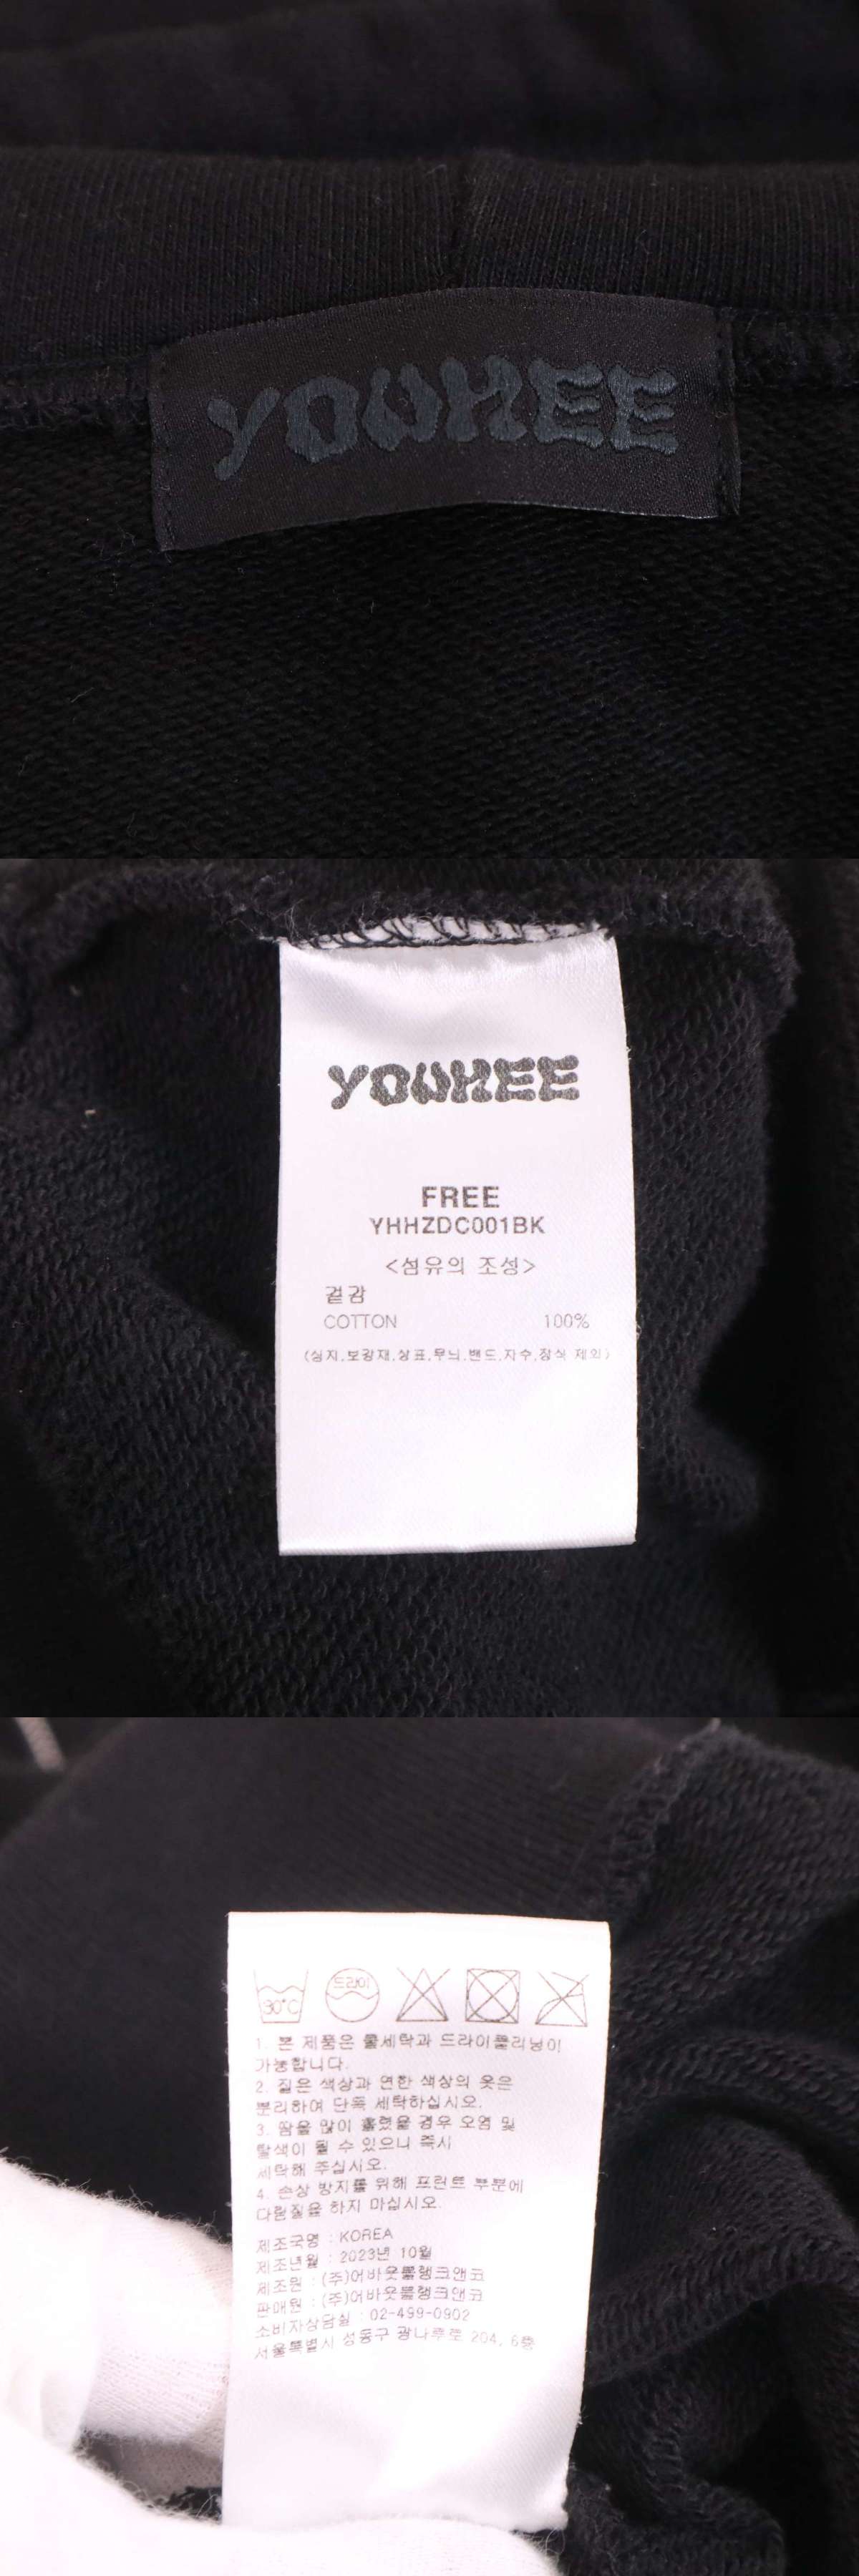 YOUHEE
YOUHEE
FREE
YHHZDC001BK
<섬유의 조성>
겉감
COTTON 100%
(심지,보강재,상표,무늬,밴드,자수,장식 제외)
30°C 드라이
1. 본 제품은 물세탁과 드라이클리닝이
가능합니다.
2. 짙은 색상과 연한 색상의 옷은
분리하여 단독 세탁하십시오.
3. 땀을 많이 흘렸을 경우 오염 및
탈색이 될 수 있으니 즉시
세탁해 주십시오.
4. 손상 방지를 위해 프린트 부분에
다림질을 하지 마십시오.
제조국명 : KOREA
제조년월 : 2023년 10월
제조원 : (주)어바웃블랭크앤코
판매원 : (주)어바웃블랭크앤코
소비자상담실 : 02-499-0902
서울특별시 성동구 광나루로 204, 6층